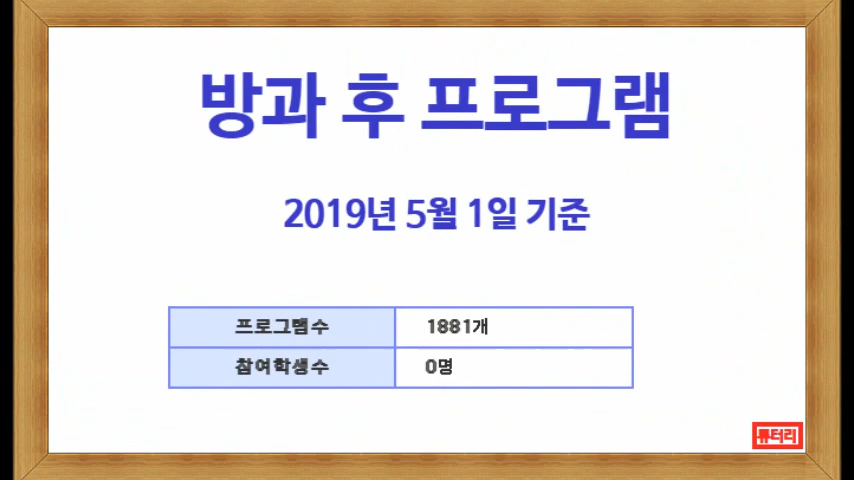 방과 후 프로그램
2019년 5월 1일 기준
프로그램수 1881개
참여학생수 0명
튜터리